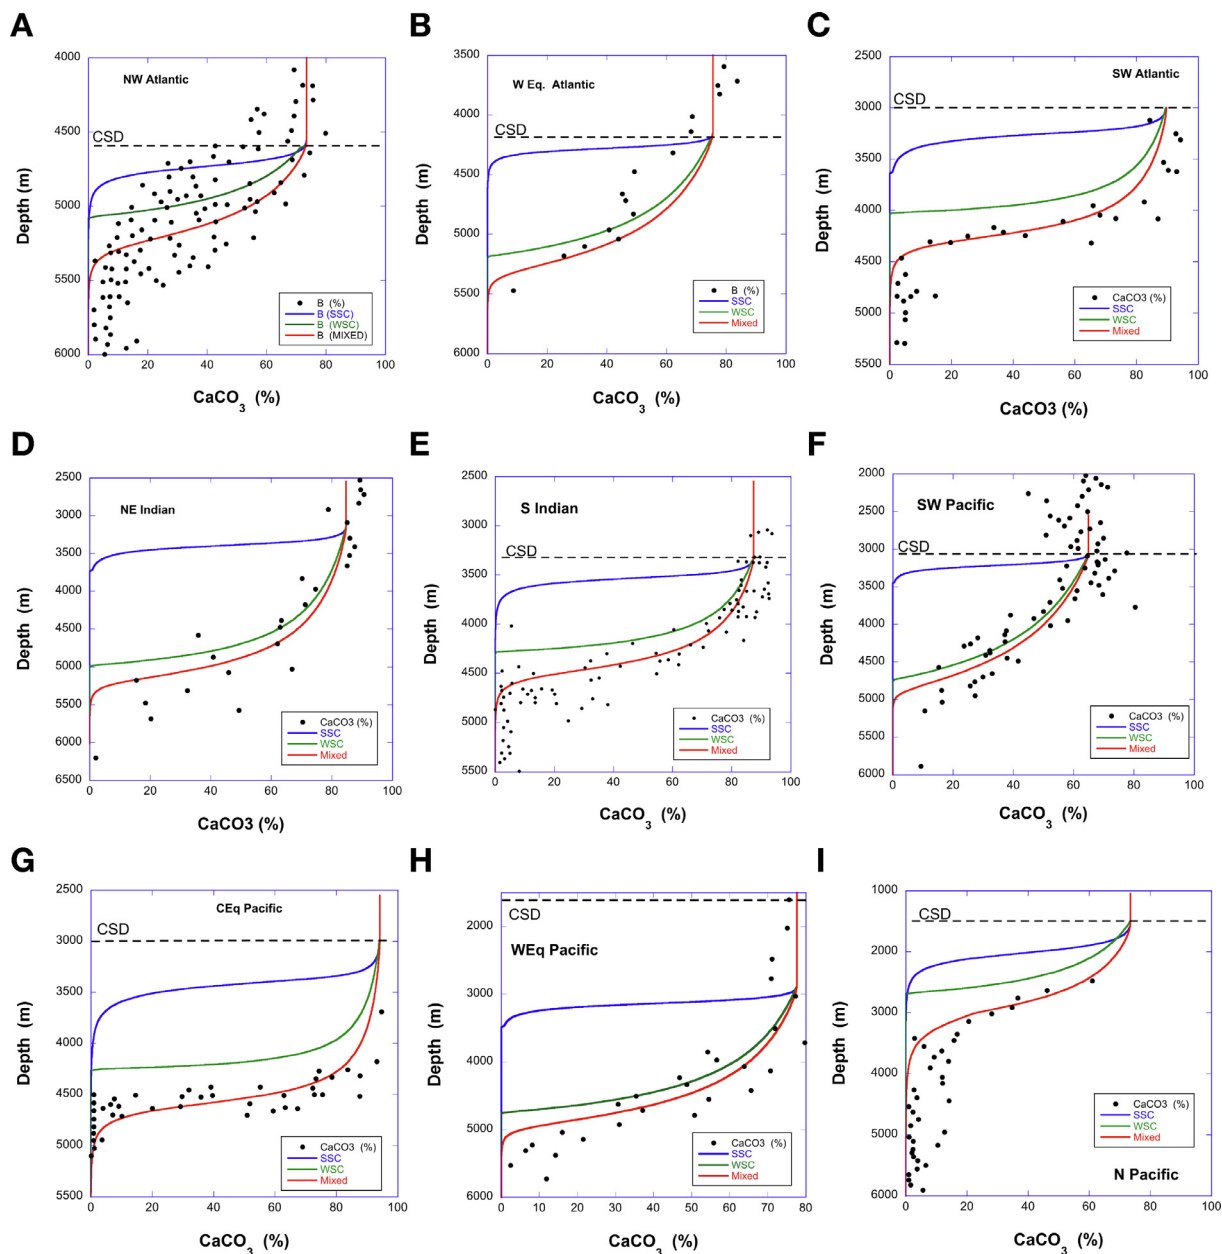 A
4000
4500
5000
5500
6000
Depth (m)
NW Atlantic
CSD
B (%)
B (SSC)
B (WSC)
B (MIXED)
0 20 40 60 80 100
CaCO3 (%)
B
3500
4000
4500
5000
5500
6000
Depth (m)
W Eq. Atlantic
CSD
B (%)
SSC
WSC
Mixed
0 20 40 60 80 100
CaCO3 (%)
C
2500
3000
3500
4000
4500
5000
5500
Depth (m)
SW Atlantic
CSD
CaCO3 (%)
SSC
WSC
Mixed
0 20 40 60 80 100
CaCO3 (%)
D
2500
3000
3500
4000
4500
5000
5500
6000
6500
Depth (m)
NE Indian
CaCO3 (%)
SSC
WSC
Mixed
0 20 40 60 80 100
CaCO3 (%)
E
2500
3000
3500
4000
4500
5000
5500
Depth (m)
S Indian
CSD
CaCO3 (%)
SSC
WSC
Mixed
0 20 40 60 80 100
CaCO3 (%)
F
2000
2500
3000
3500
4000
4500
5000
5500
6000
Depth (m)
SW Pacific
CSD
CaCO3 (%)
SSC
WSC
Mixed
0 20 40 60 80 100
CaCO3 (%)
G
2500
3000
3500
4000
4500
5000
5500
Depth (m)
CEq Pacific
CSD
CaCO3 (%)
SSC
WSC
Mixed
0 20 40 60 80 100
CaCO3 (%)
H
2000
3000
4000
5000
6000
Depth (m)
CSD
WEq Pacific
CaCO3 (%)
SSC
WSC
Mixed
0 10 20 30 40 50 60 70 80
CaCO3 (%)
I
1000
2000
3000
4000
5000
6000
Depth (m)
CSD
CaCO3 (%)
SSC
WSC
Mixed
N Pacific
0 20 40 60 80 100
CaCO3 (%)